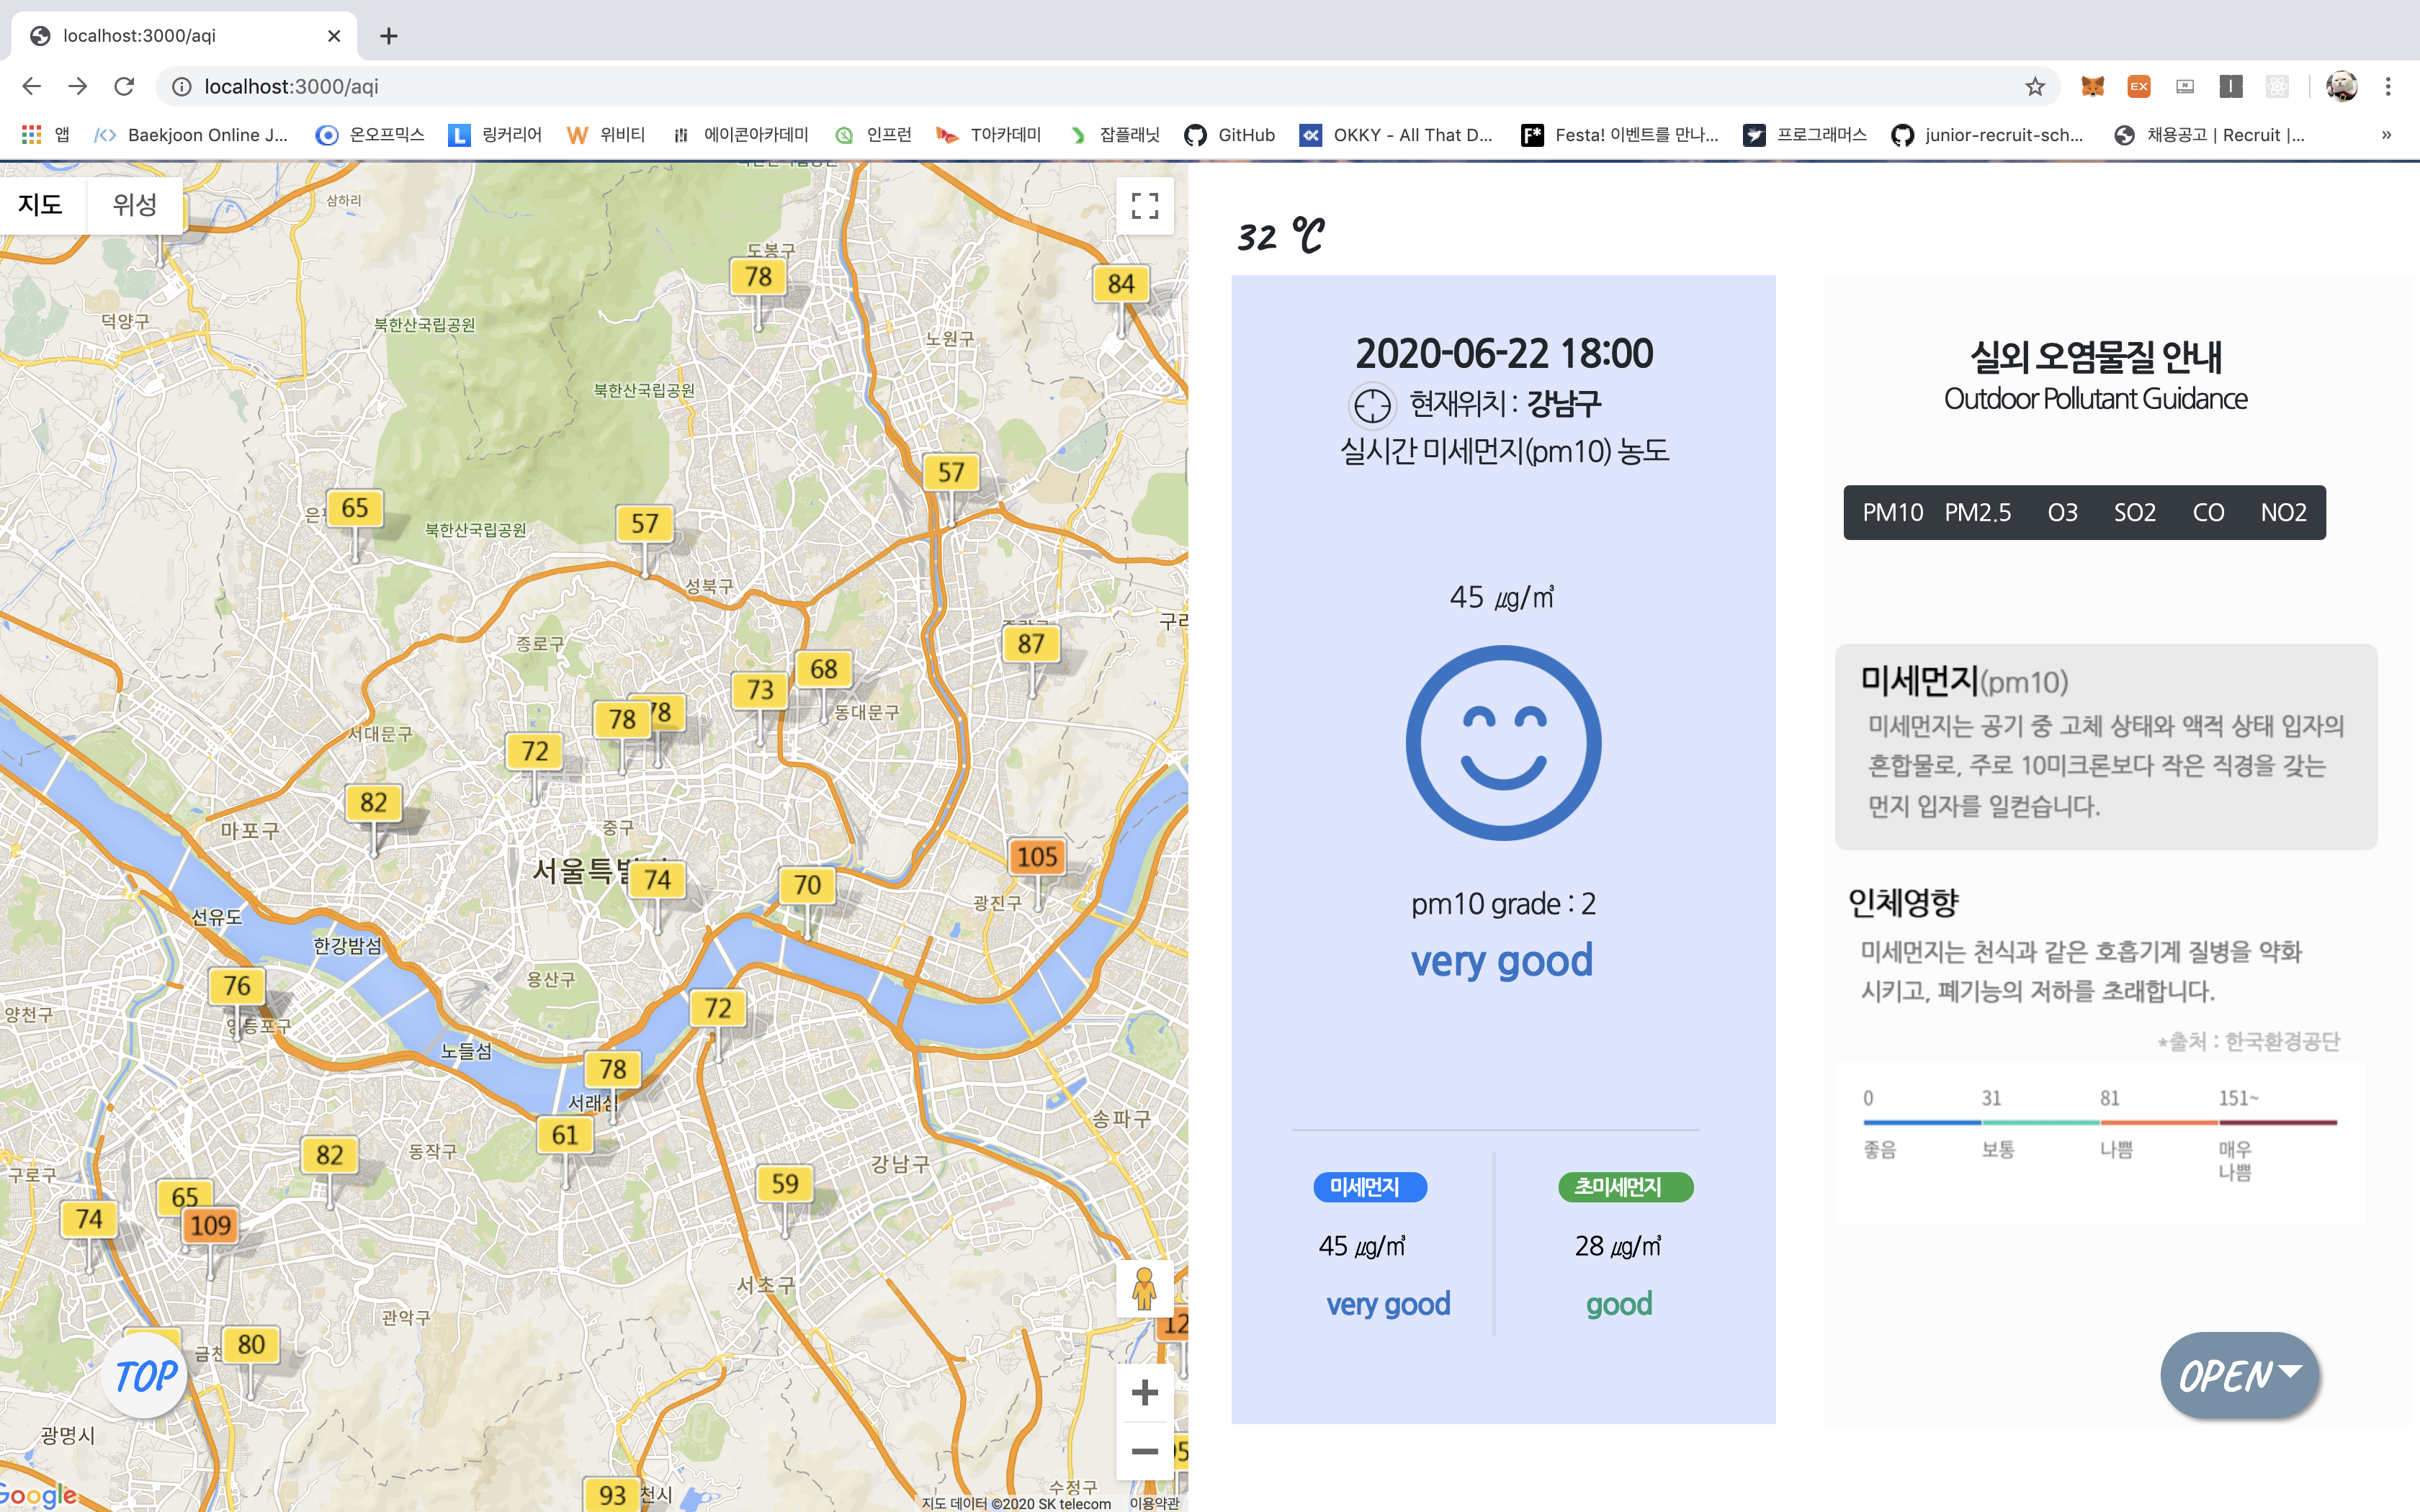 localhost:3000/aqi
localhost:3000/aqi
앱
Baekjoon Online J...
온오프믹스
링커리어
위비티
에이콘아카데미
인프런
T아카데미
잡플래닛
GitHub
OKKY - All That D...
Festa! 이벤트를 만나...
프로그래머스
junior-recruit-sch...
채용공고 | Recruit |...
»
지도
위성
삼하리
도봉구
78
84
덕양구
북한산국립공원
노원구
북한산국립공원
57
65
57
북한산국립공원
성북구
종로구
87
68
73
78
78
동대문구
72
서대문구
82
마포구
중구
105
74
70
광진구
선유도
한강밤섬
76
용산구
72
양천구
영등포구
노들섬
78
서래섬
61
송파구
82
동작구
강남구
구로구
65
59
74
109
서초구
관악구
80
TOP
광명시
93
수정구
Google
지도 데이터 ©2020 SK telecom
이용약관
32 ℃
2020-06-22 18:00
현재위치 : 강남구
실시간 미세먼지(pm10) 농도
45 ㎍/㎥
pm10 grade : 2
very good
미세먼지
초미세먼지
45 ㎍/㎥
28 ㎍/㎥
very good
good
실외 오염물질 안내
Outdoor Pollutant Guidance
PM10 PM2.5 O3 SO2 CO NO2
미세먼지(pm10)
미세먼지는 공기 중 고체 상태와 액적 상태 입자의
혼합물로, 주로 10미크론보다 작은 직경을 갖는
먼지 입자를 일컫습니다.
인체영향
미세먼지는 천식과 같은 호흡기계 질병을 약화
시키고, 폐기능의 저하를 초래합니다.
*출처 : 한국환경공단
0 31 81 151~
좋음 보통 나쁨 매우
나쁨
OPEN